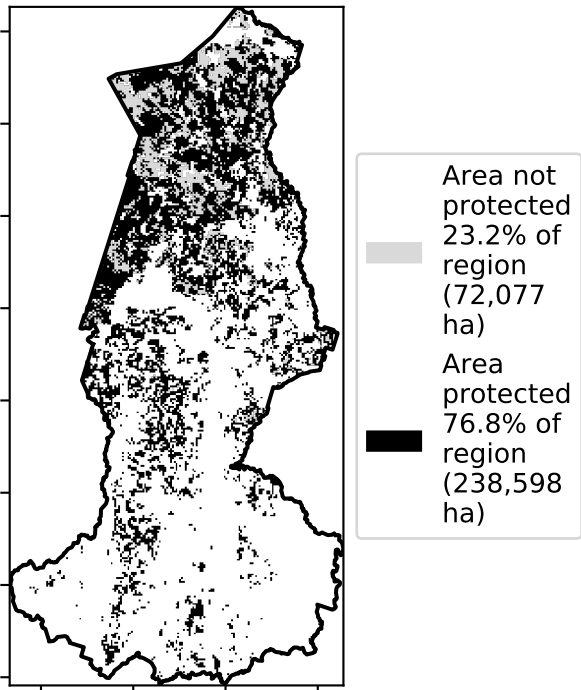 Area not
protected
23.2% of
region
(72,077
ha)
Area
protected
76.8% of
region
(238,598
ha)